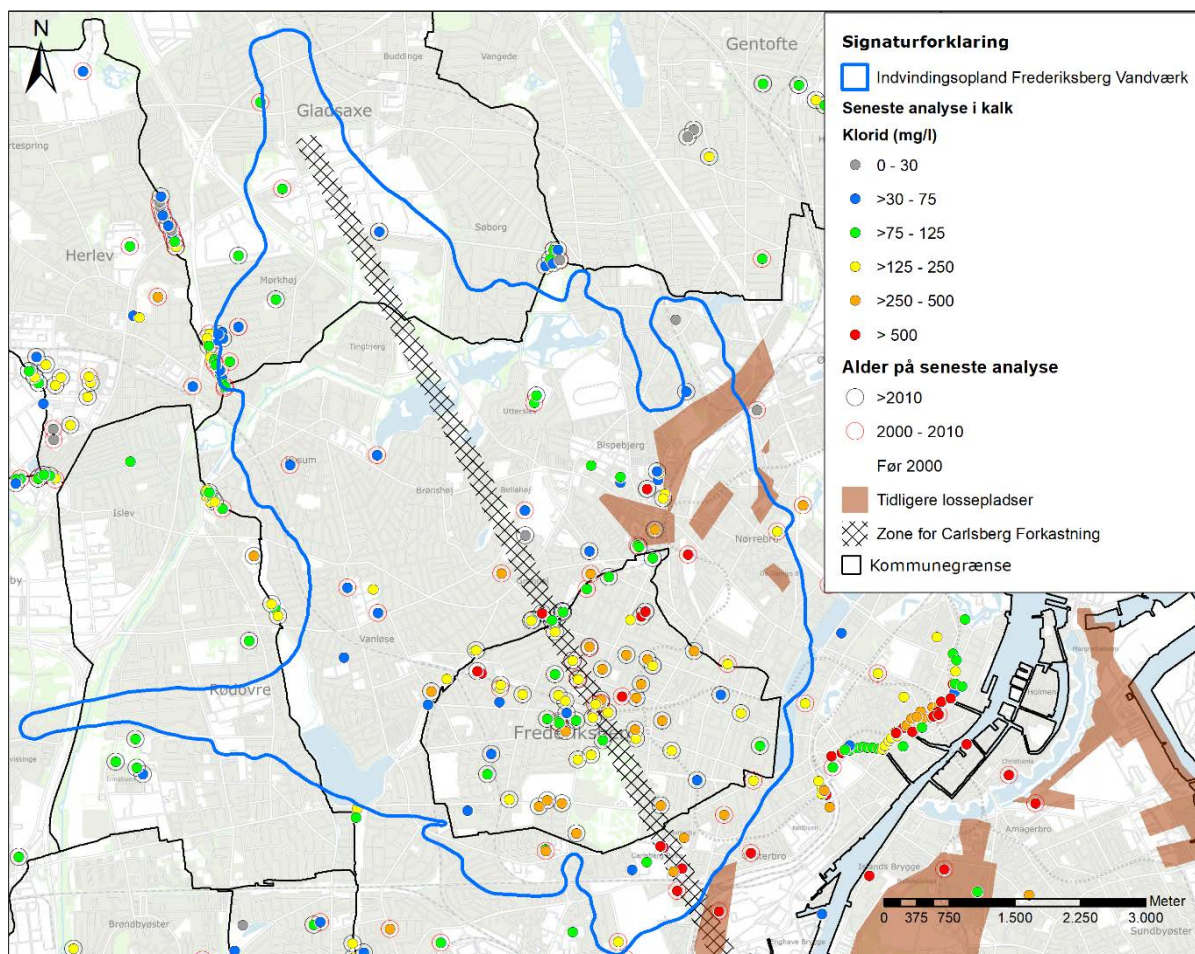 N
Buddinge
Vangede
Gentofte
Gladsaxe
Herlev
Søborg
Mørkhøj
Tingbjerg
Utterslev
Bispebjerg
Husum
Brønshøj
Bellahøj
Islev
Nørrebro
Vanløse
Rødovre
Holmen
Christiania
Amagerbro
Islands Brygge
Brøndbyøster
Enghave Brygge
Sundbyøster
Signaturforklaring
Indvindingsopland Frederiksberg Vandværk
Seneste analyse i kalk
Klorid (mg/l)
0 - 30
>30 - 75
>75 - 125
>125 - 250
>250 - 500
> 500
Alder på seneste analyse
>2010
2000 - 2010
Før 2000
Tidligere lossepladser
Zone for Carlsberg Forkastning
Kommunegrænse
Meter
0 375 750 1.500 2.250 3.000